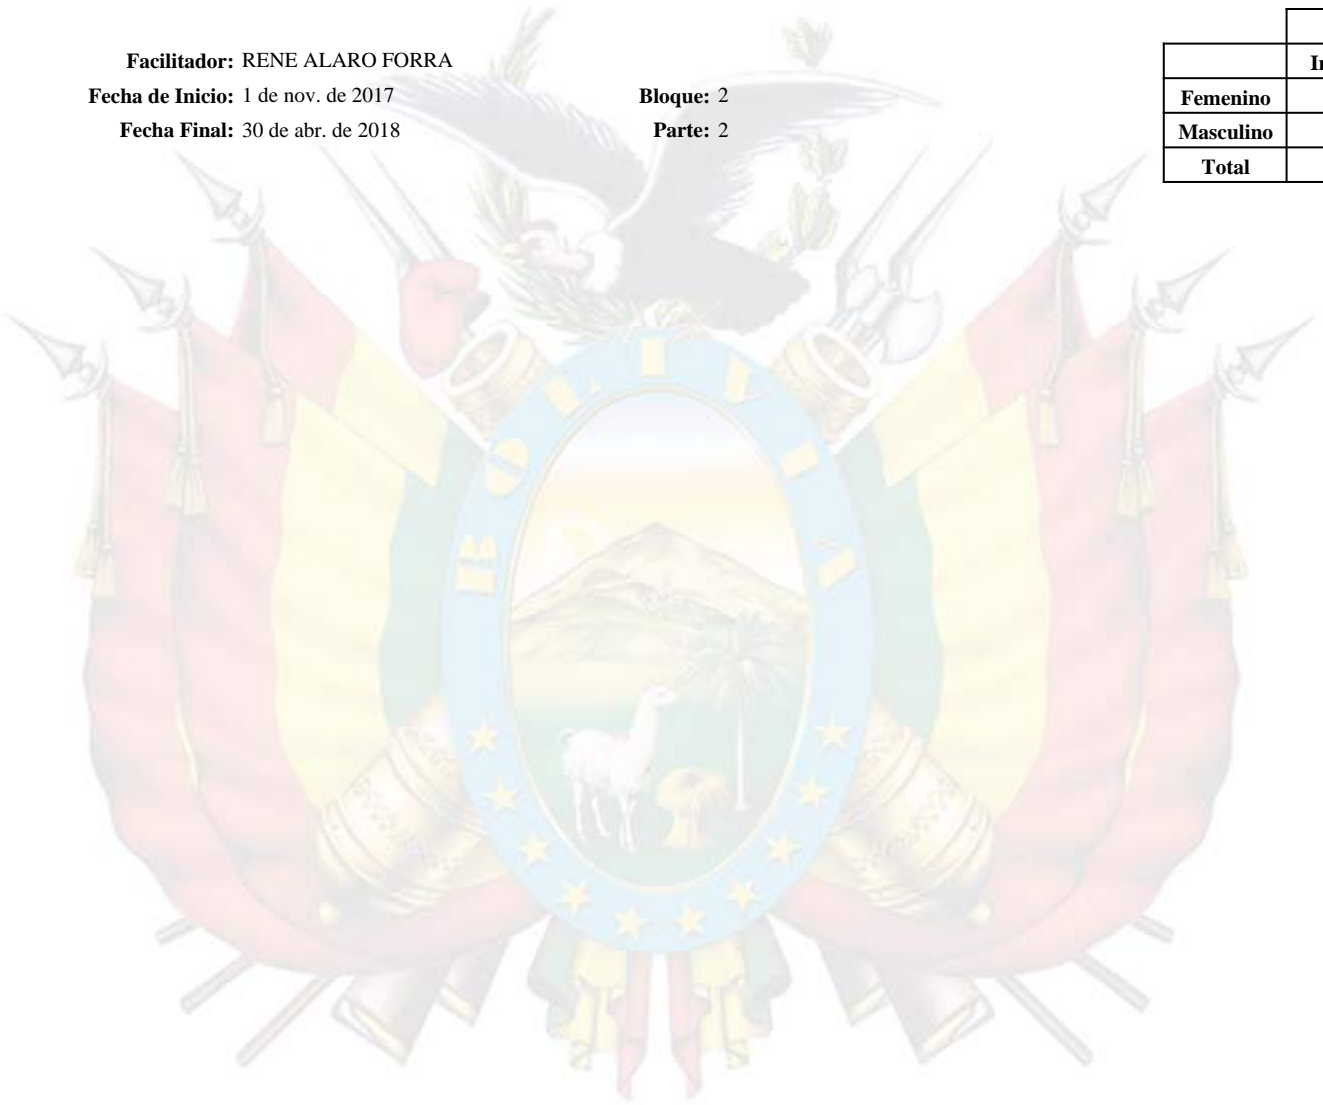 Facilitador: RENE ALARO FORRA
Fecha de Inicio: 1 de nov. de 2017 Bloque: 2
Fecha Final: 30 de abr. de 2018 Parte: 2
Femenino
Masculino
Total
BOLIVIA